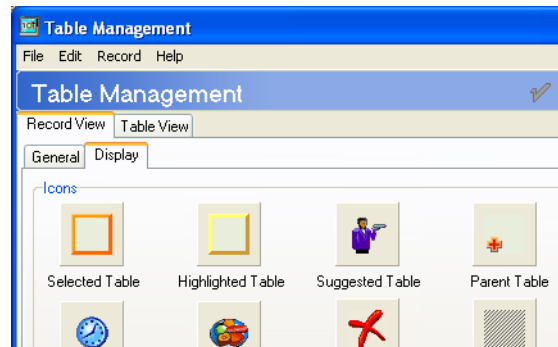 Table Management
File Edit Record Help
Table Management
Record View Table View
General Display
Icons
Selected Table Highlighted Table Suggested Table Parent Table